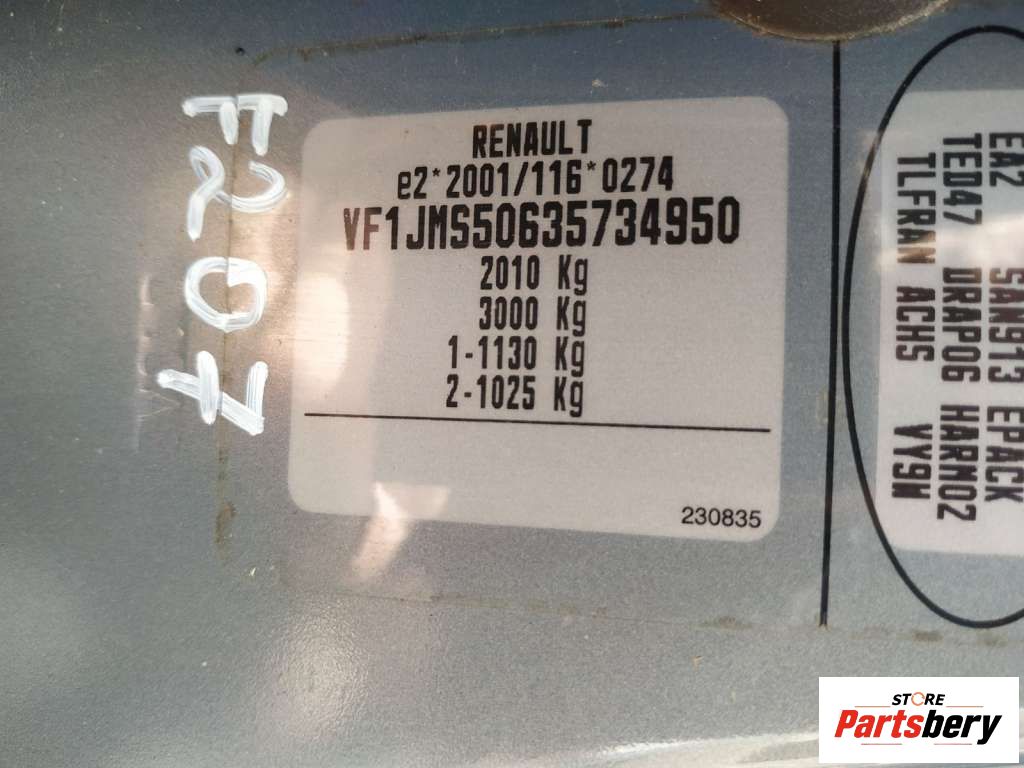 F207
RENAULT
e2*2001/116*0274
VF1JMS50635734950
2010 Kg
3000 Kg
1-1130 Kg
2-1025 Kg
230835
EA2 SAN913 EPACK
TED47 DRAP06 HARM02
TLFRAN ACHS VY9W
STORE
Partsbery